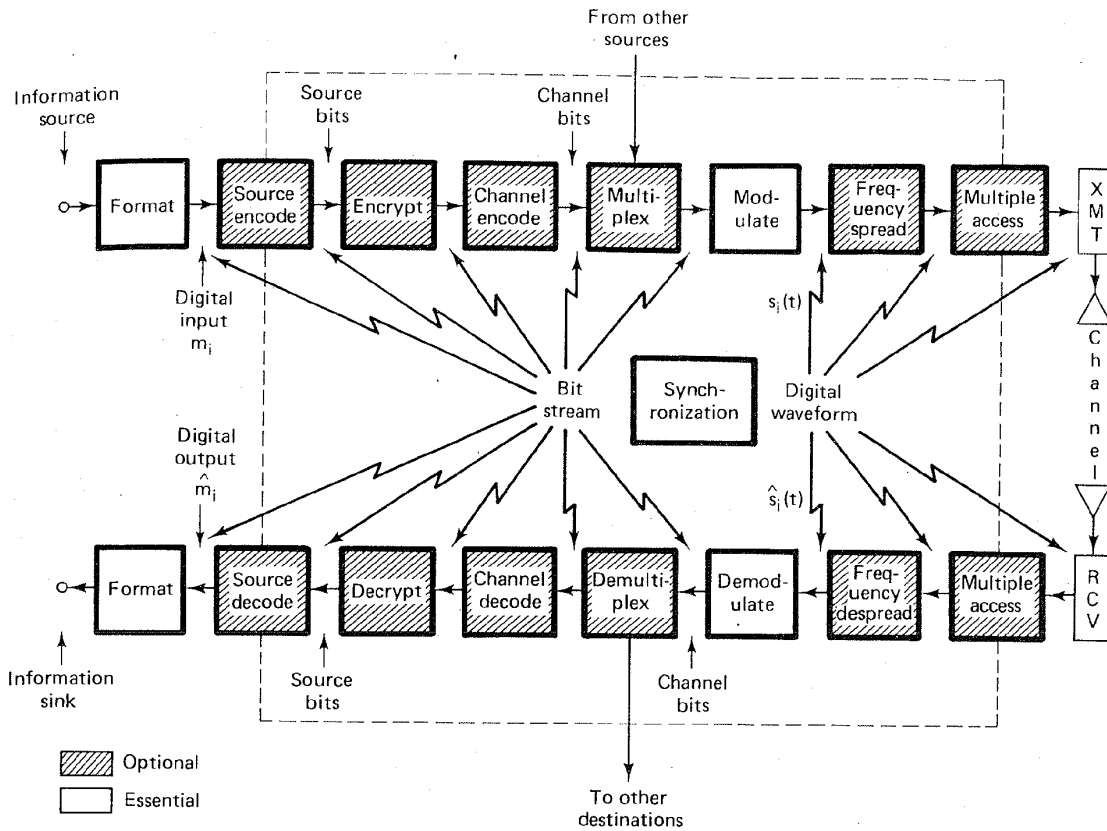 From other
sources
Information
source
Source
bits
Channel
bits
Format
Source
encode
Encrypt
Channel
encode
Multi-
plex
Mod-
ulate
Freq-
uency
spread
Multiple
access
X
M
T
Digital
input
m_i
s_i(t)
Bit
stream
Synch-
ronization
Digital
waveform
C
h
a
n
n
e
l
Digital
output
m̂_i
ŝ_i(t)
Format
Source
decode
Decrypt
Channel
decode
Demulti-
plex
Demod-
ulate
Freq-
uency
despread
Multiple
access
R
C
V
Information
sink
Source
bits
Channel
bits
Optional
Essential
To other
destinations